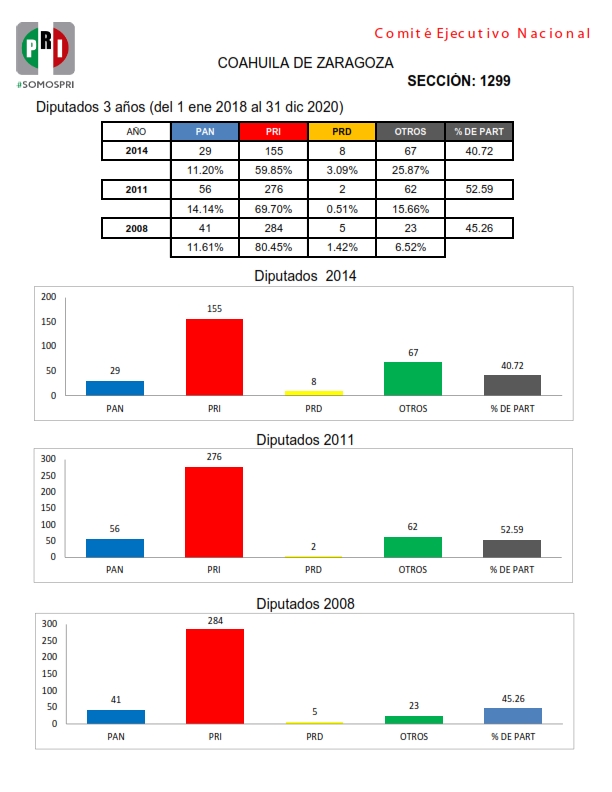 PRI
#SOMOSPRI
Comité Ejecutivo Nacional
COAHUILA DE ZARAGOZA
SECCIÓN: 1299
Diputados 3 años (del 1 ene 2018 al 31 dic 2020)
AÑO PAN PRI PRD OTROS % DE PART
2014 29 155 8 67 40.72
11.20% 59.85% 3.09% 25.87%
2011 56 276 2 62 52.59
14.14% 69.70% 0.51% 15.66%
2008 41 284 5 23 45.26
11.61% 80.45% 1.42% 6.52%
Diputados 2014
200
150
100
50
0
29 155 8 67 40.72
PAN PRI PRD OTROS % DE PART
Diputados 2011
300
250
200
150
100
50
0
56 276 2 62 52.59
PAN PRI PRD OTROS % DE PART
Diputados 2008
300
250
200
150
100
50
0
41 284 5 23 45.26
PAN PRI PRD OTROS % DE PART